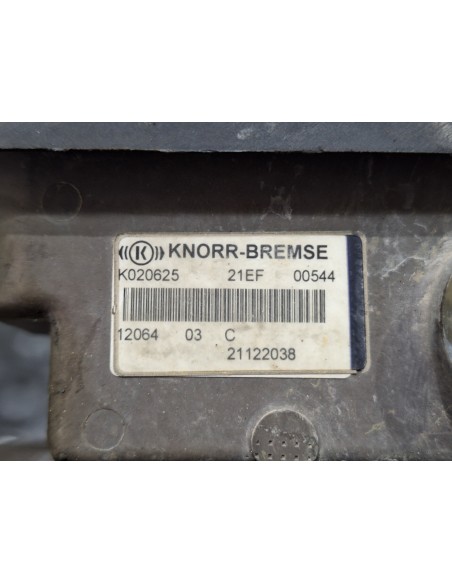 K KNORR-BREMSE
K020625 21EF 00544
12064 03 C
21122038